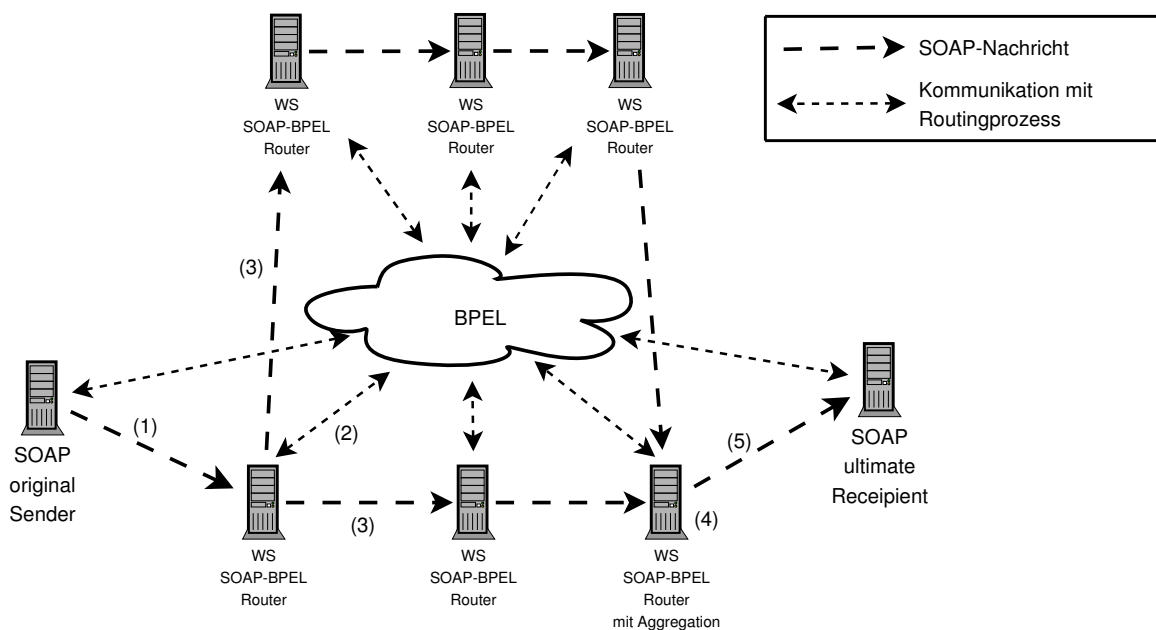 SOAP-Nachricht
Kommunikation mit
Routingprozess
WS
SOAP-BPEL
Router
WS
SOAP-BPEL
Router
WS
SOAP-BPEL
Router
(3)
BPEL
(1)
(2)
(5)
SOAP
original
Sender
SOAP
ultimate
Receipient
(3)
(4)
WS
SOAP-BPEL
Router
WS
SOAP-BPEL
Router
WS
SOAP-BPEL
Router
mit Aggregation